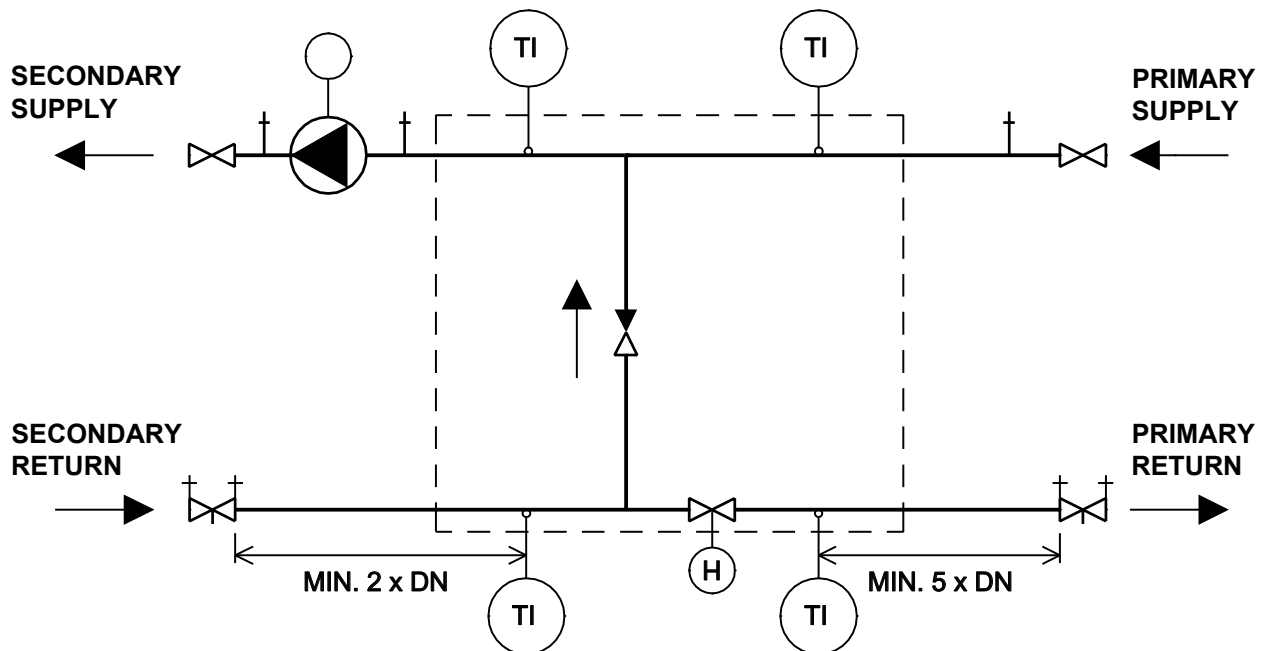 TI
TI
SECONDARY
SUPPLY
PRIMARY
SUPPLY
SECONDARY
RETURN
PRIMARY
RETURN
MIN. 2 x DN
H
MIN. 5 x DN
TI
TI